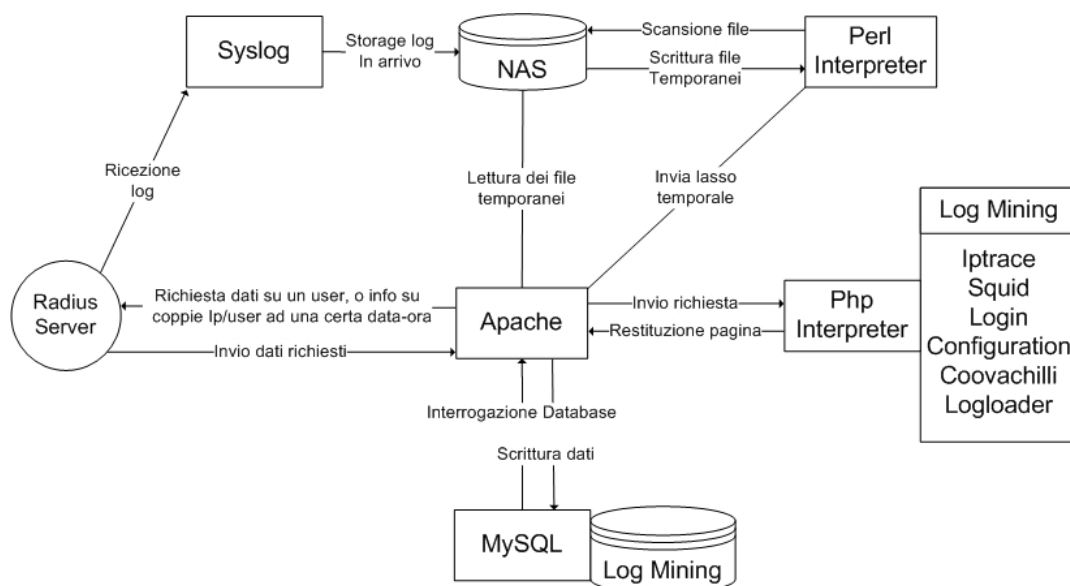 Syslog
Storage log
In arrivo
NAS
Scansione file
Scrittura file
Temporanei
Perl
Interpreter
Ricezione
log
Lettura dei file
temporanei
Invia lasso
temporale
Log Mining
Iptrace
Squid
Login
Configuration
Coovachilli
Logloader
Radius
Server
Richiesta dati su un user, o info su
coppie Ip/user ad una certa data-ora
Invio dati richiesti
Apache
Invio richiesta
Restituzione pagina
Php
Interpreter
Interrogazione Database
Scrittura dati
MySQL
Log Mining